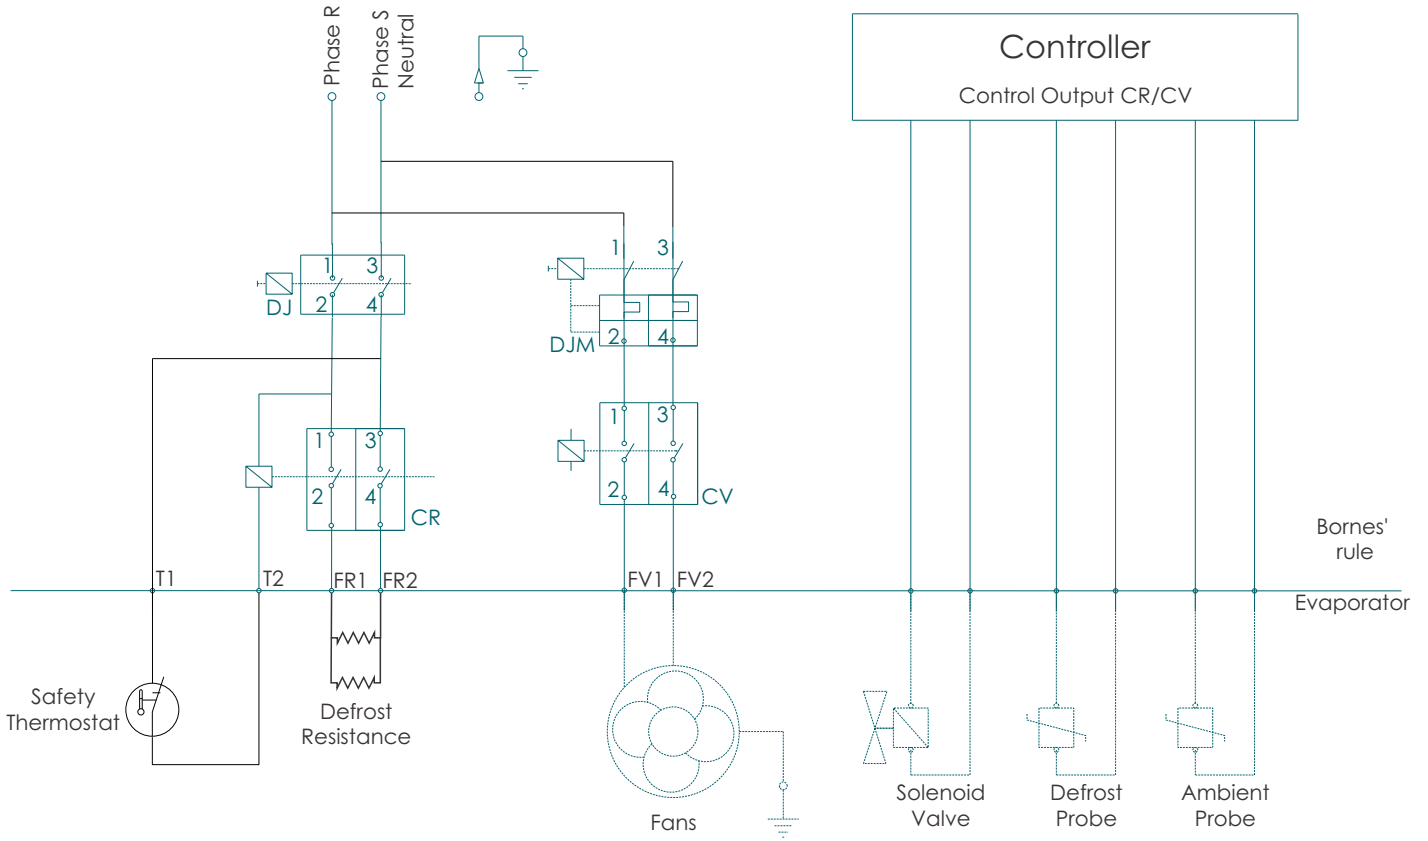 Phase R
Phase S
Neutral
Controller
Control Output CR/CV
1
3
DJ
2
4
1
3
DJM
2
4
1
3
2
4
CR
1
3
2
4
CV
Bornes'
rule
T1
T2
FR1
FR2
FV1
FV2
Evaporator
Safety
Thermostat
Defrost
Resistance
Fans
Solenoid
Valve
Defrost
Probe
Ambient
Probe